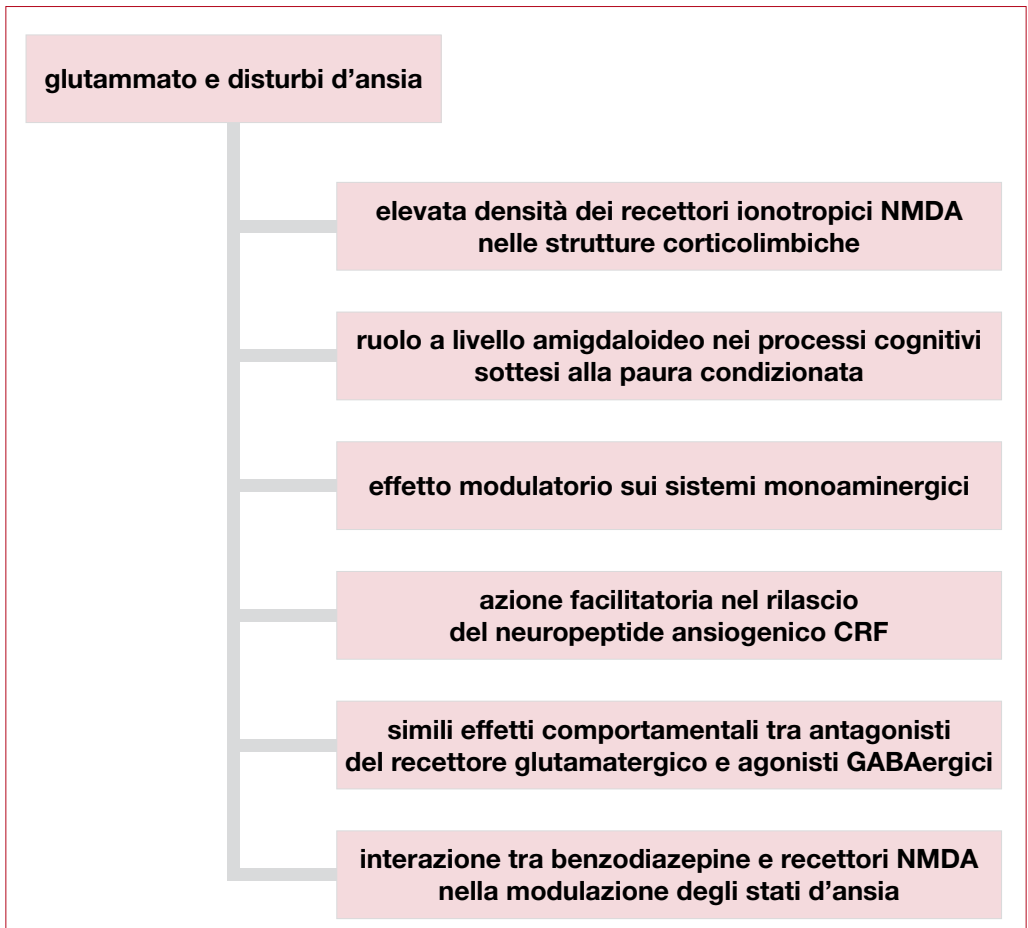 glutammato e disturbi d’ansia
elevata densità dei recettori ionotropici NMDA
nelle strutture corticolimbiche
ruolo a livello amigdaloideo nei processi cognitivi
sottesi alla paura condizionata
effetto modulatorio sui sistemi monoaminergici
azione facilitatoria nel rilascio
del neuropeptide ansiogenico CRF
simili effetti comportamentali tra antagonisti
del recettore glutamatergico e agonisti GABAergici
interazione tra benzodiazepine e recettori NMDA
nella modulazione degli stati d’ansia